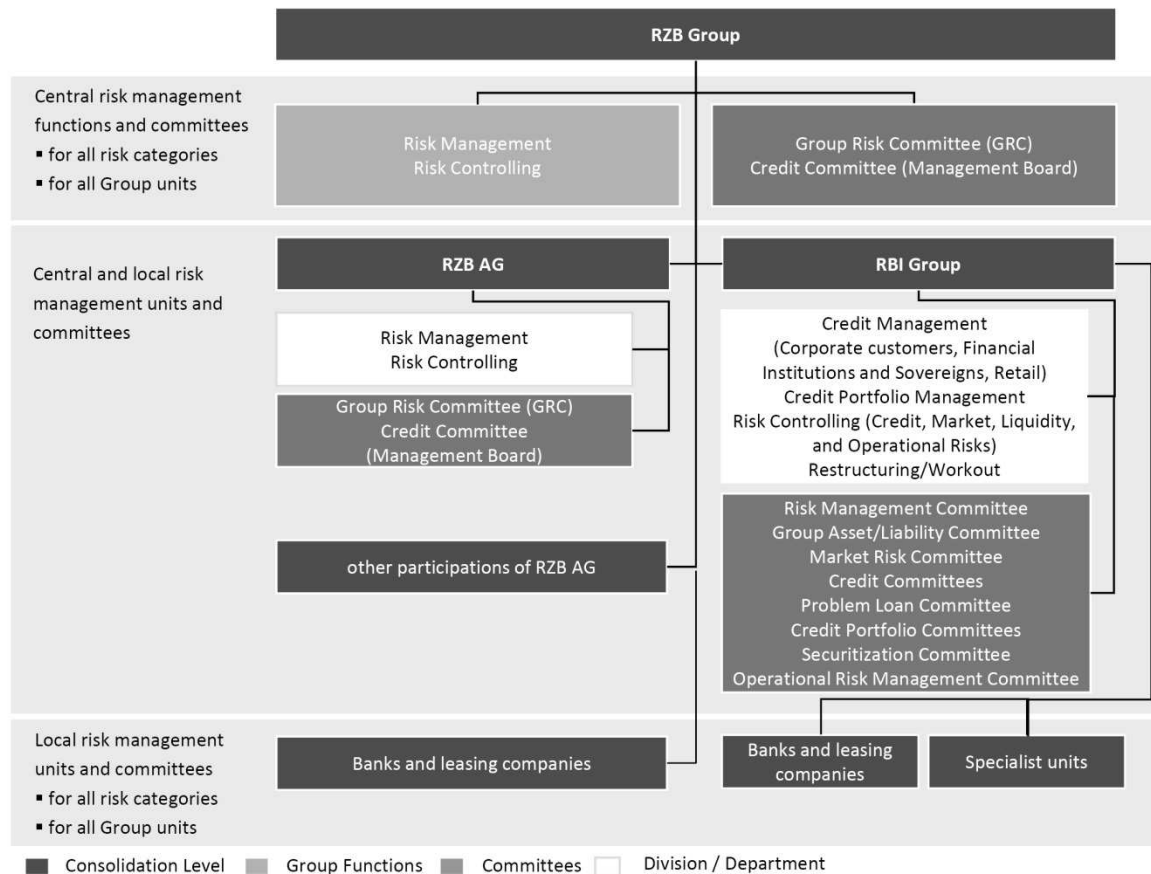 RZB Group
Central risk management
functions and committees
▪ for all risk categories
▪ for all Group units
Risk Management
Risk Controlling
Group Risk Committee (GRC)
Credit Committee (Management Board)
Central and local risk
management units and
committees
RZB AG
Risk Management
Risk Controlling
Group Risk Committee (GRC)
Credit Committee
(Management Board)
other participations of RZB AG
RBI Group
Credit Management
(Corporate customers, Financial
Institutions and Sovereigns, Retail)
Credit Portfolio Management
Risk Controlling (Credit, Market, Liquidity,
and Operational Risks)
Restructuring/Workout
Risk Management Committee
Group Asset/Liability Committee
Market Risk Committee
Credit Committees
Problem Loan Committee
Credit Portfolio Committees
Securitization Committee
Operational Risk Management Committee
Local risk management
units and committees
▪ for all risk categories
▪ for all Group units
Banks and leasing companies
Banks and leasing
companies
Specialist units
Consolidation Level
Group Functions
Committees
Division / Department